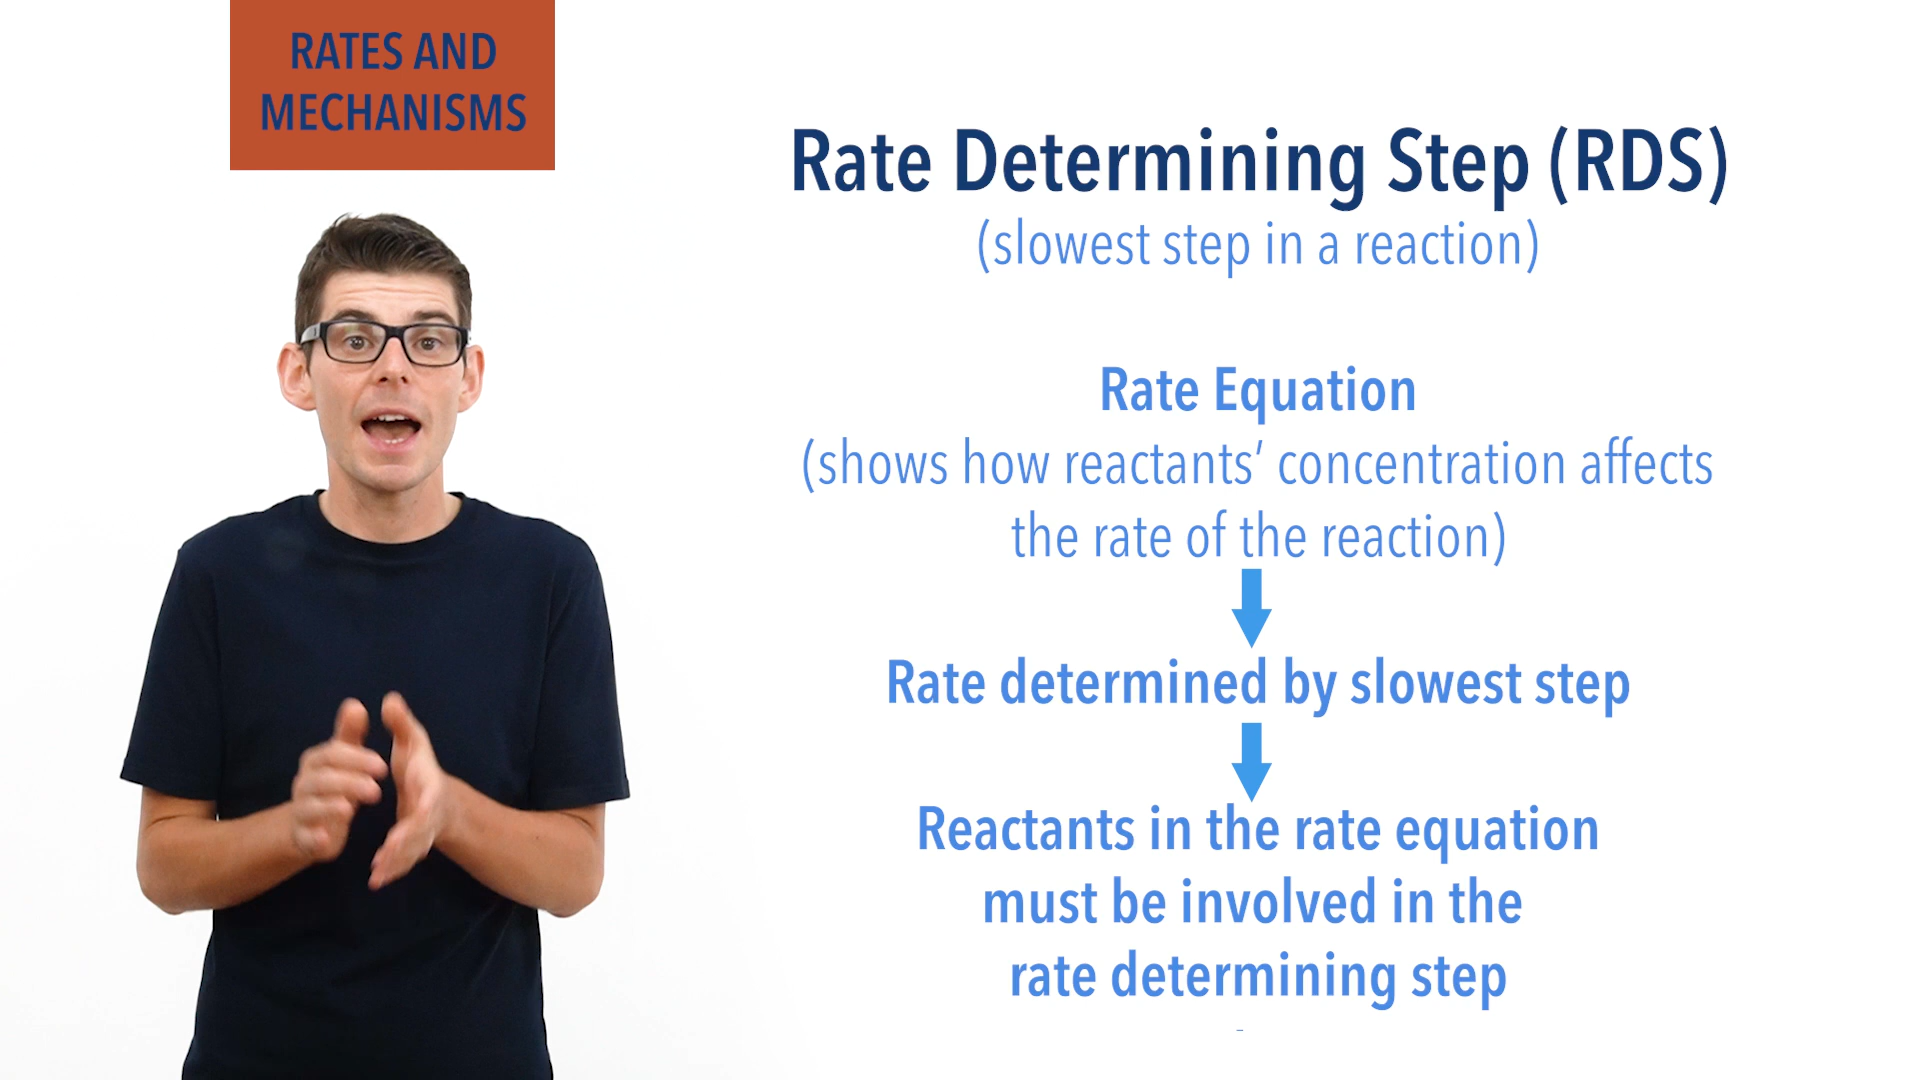 RATES AND
MECHANISMS
Rate Determining Step (RDS)
(slowest step in a reaction)
Rate Equation
(shows how reactants’ concentration affects
the rate of the reaction)
Rate determined by slowest step
Reactants in the rate equation
must be involved in the
rate determining step